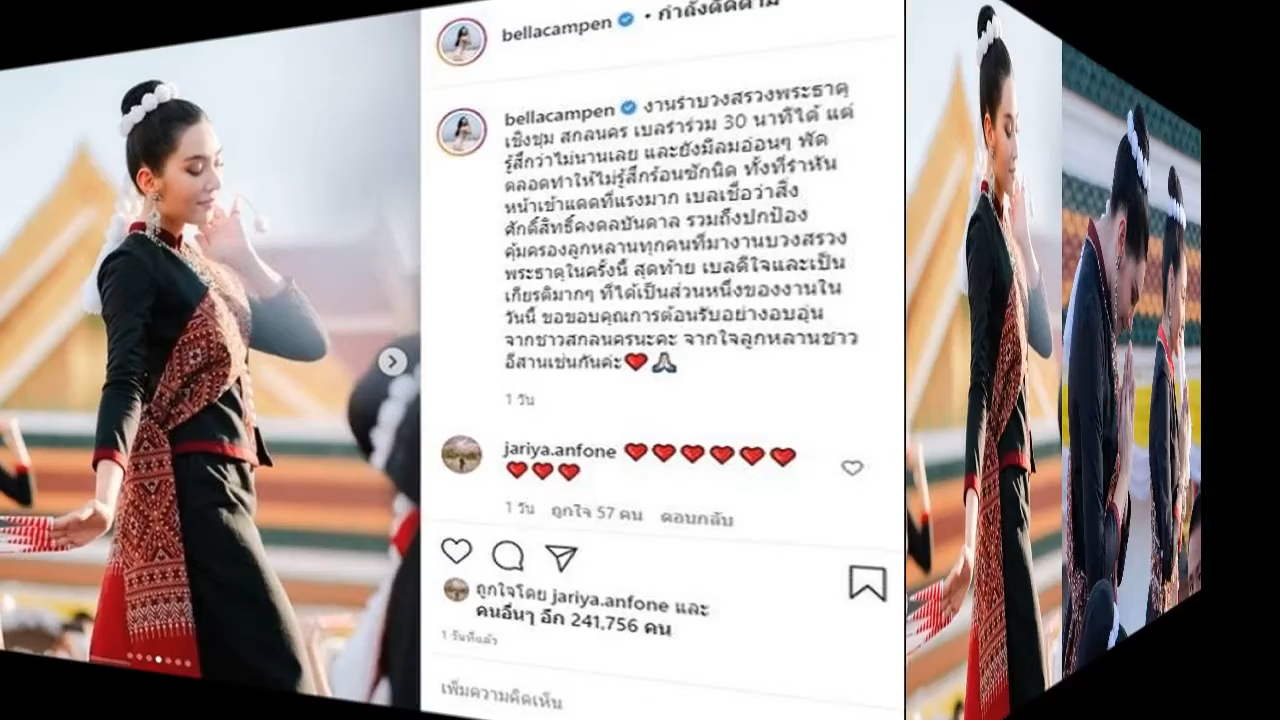 bellacampen • กำลังติดตาม
bellacampen งานรำบวงสรวงพระธาตุ
เชิงชุม สกลนคร เบลรำร่วม 30 นาทีได้ แต่
รู้สึกว่าไม่นานเลย และยังมีลมอ่อนๆ พัด
ตลอดทำให้ไม่รู้สึกร้อนซักนิด ทั้งที่รำหัน
หน้าเข้าแดดที่แรงมาก เบลเชื่อว่าสิ่ง
ศักดิ์สิทธิ์คงดลบันดาล รวมถึงปกป้อง
คุ้มครองลูกหลานทุกคนที่มางานบวงสรวง
พระธาตุในครั้งนี้ สุดท้าย เบลดีใจและเป็น
เกียรติมากๆ ที่ได้เป็นส่วนหนึ่งของงานใน
วันนี้ ขอขอบคุณการต้อนรับอย่างอบอุ่น
จากชาวสกลนครนะคะ จากใจลูกหลานชาว
อีสานเช่นกันค่ะ❤️🙏🏻
1 วัน
jariya.anfone ❤️❤️❤️❤️❤️❤️
❤️❤️❤️
1 วัน ถูกใจ 57 คน ตอบกลับ
ถูกใจโดย jariya.anfone และ
คนอื่นๆ อีก 241,756 คน
1 วันที่แล้ว
เพิ่มความคิดเห็น